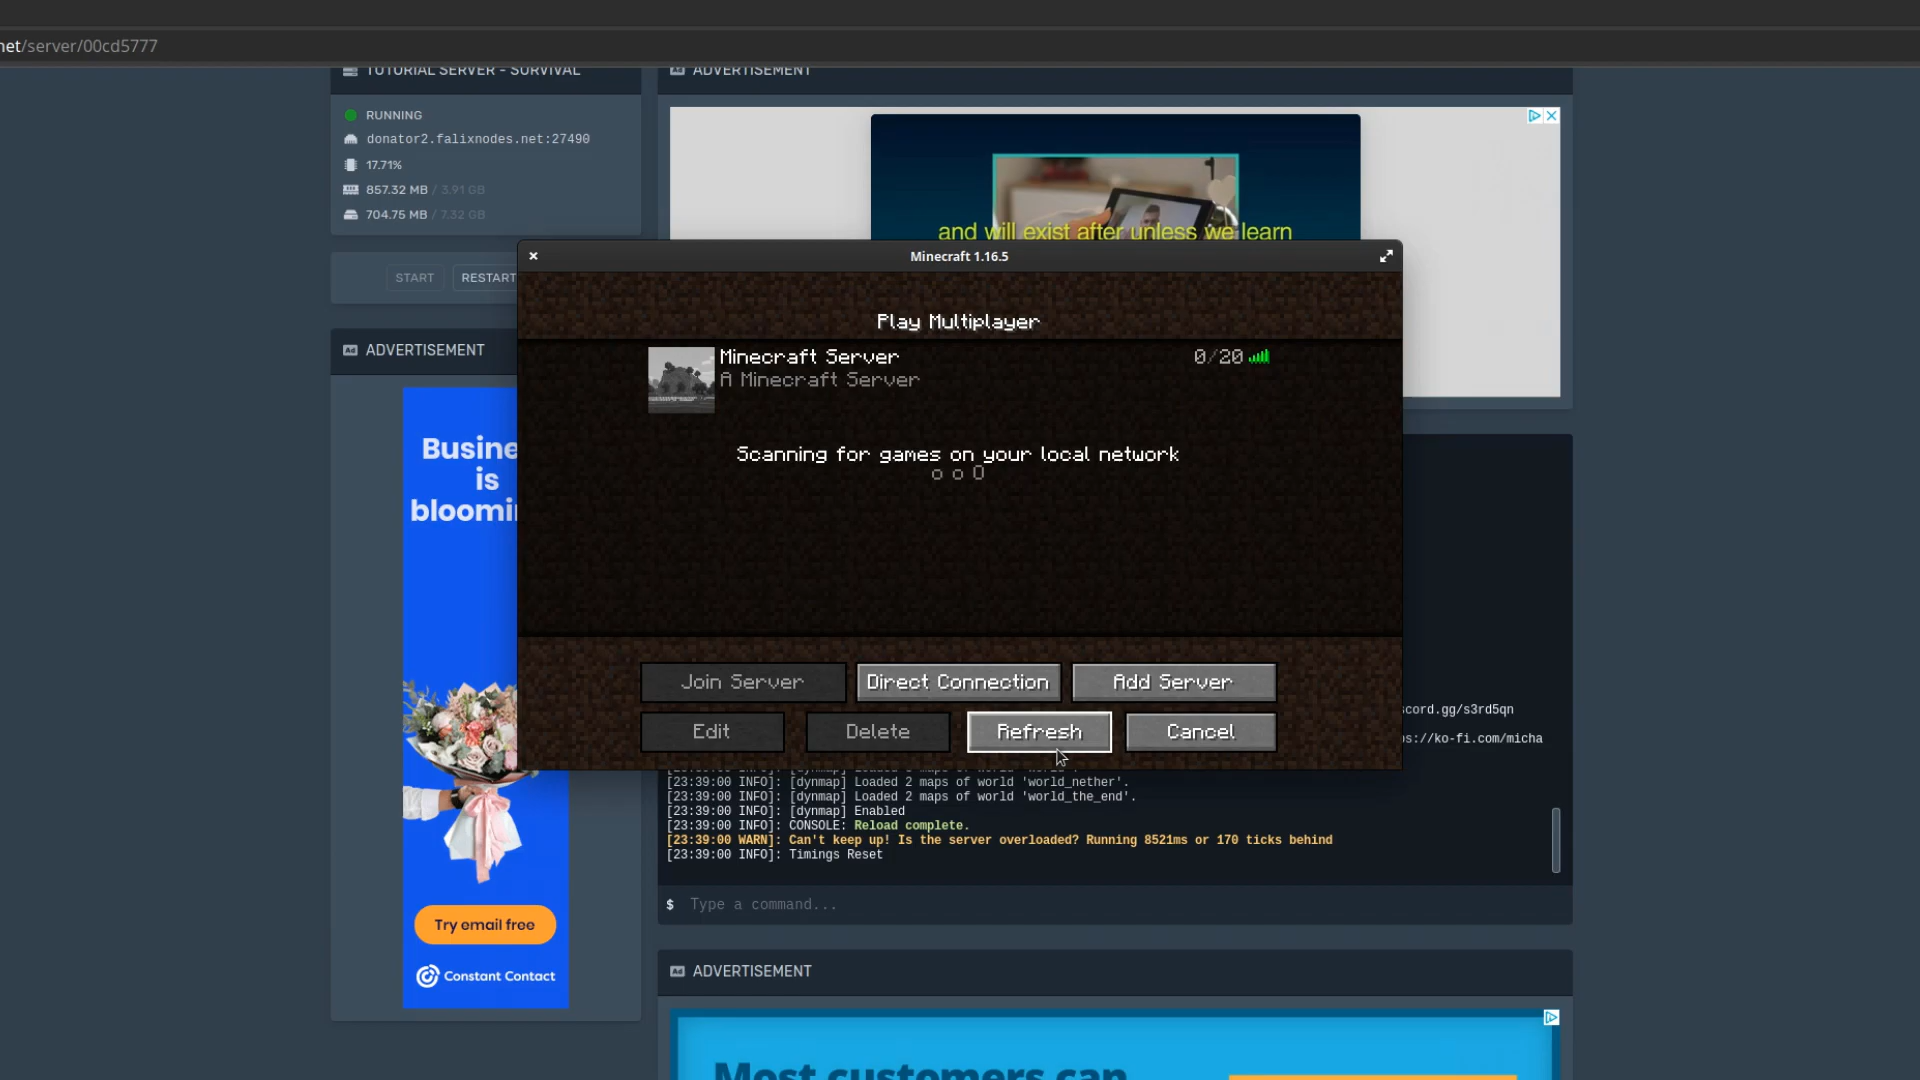 net/server/00cd5777
TUTORIAL SERVER - SURVIVAL
RUNNING
donator2.falixnodes.net:27490
17.71%
857.32 MB / 3.91 GB
704.75 MB / 7.32 GB
START RESTART
ADVERTISEMENT
Busine
is
bloomi
Try email free
Constant Contact
ADVERTISEMENT
and will exist after unless we learn
Minecraft 1.16.5
Play Multiplayer
Minecraft Server 0/20
A Minecraft Server
Scanning for games on your local network
o o O
Join Server Direct Connection Add Server
Edit Delete Refresh Cancel
scord.gg/s3rd5qn
ps://ko-fi.com/micha
[23:39:00 INFO]: [dynmap] Loaded 2 maps of world 'world_nether'.
[23:39:00 INFO]: [dynmap] Loaded 2 maps of world 'world_the_end'.
[23:39:00 INFO]: [dynmap] Enabled
[23:39:00 INFO]: CONSOLE: Reload complete.
[23:39:00 WARN]: Can't keep up! Is the server overloaded? Running 8521ms or 170 ticks behind
[23:39:00 INFO]: Timings Reset
$ Type a command...
ADVERTISEMENT
Most customers can